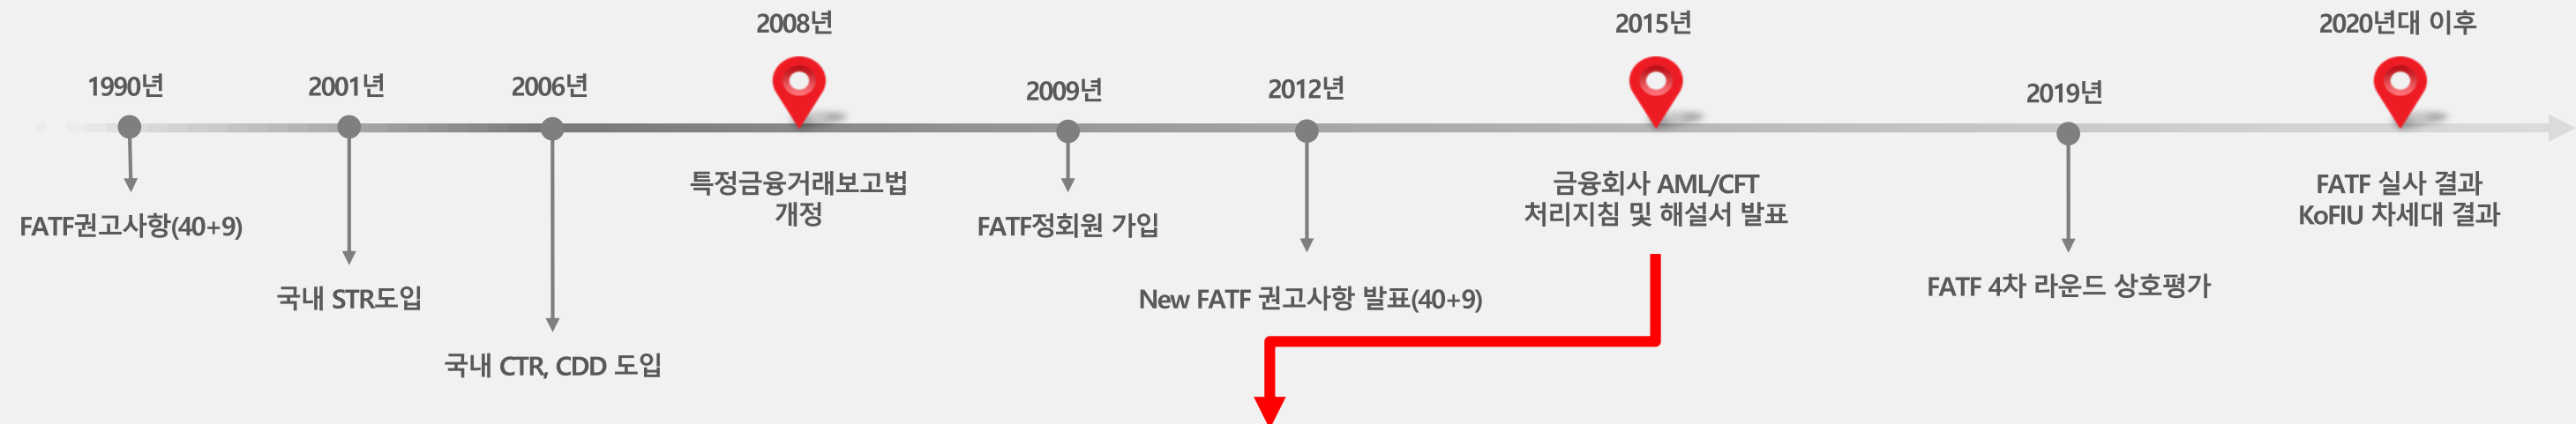 1990년
FATF권고사항(40+9)
2001년
국내 STR도입
2006년
국내 CTR, CDD 도입
2008년
특정금융거래보고법
개정
2009년
FATF정회원 가입
2012년
New FATF 권고사항 발표(40+9)
2015년
금융회사 AML/CFT
처리지침 및 해설서 발표
2019년
FATF 4차 라운드 상호평가
2020년대 이후
FATF 실사 결과
KoFIU 차세대 결과